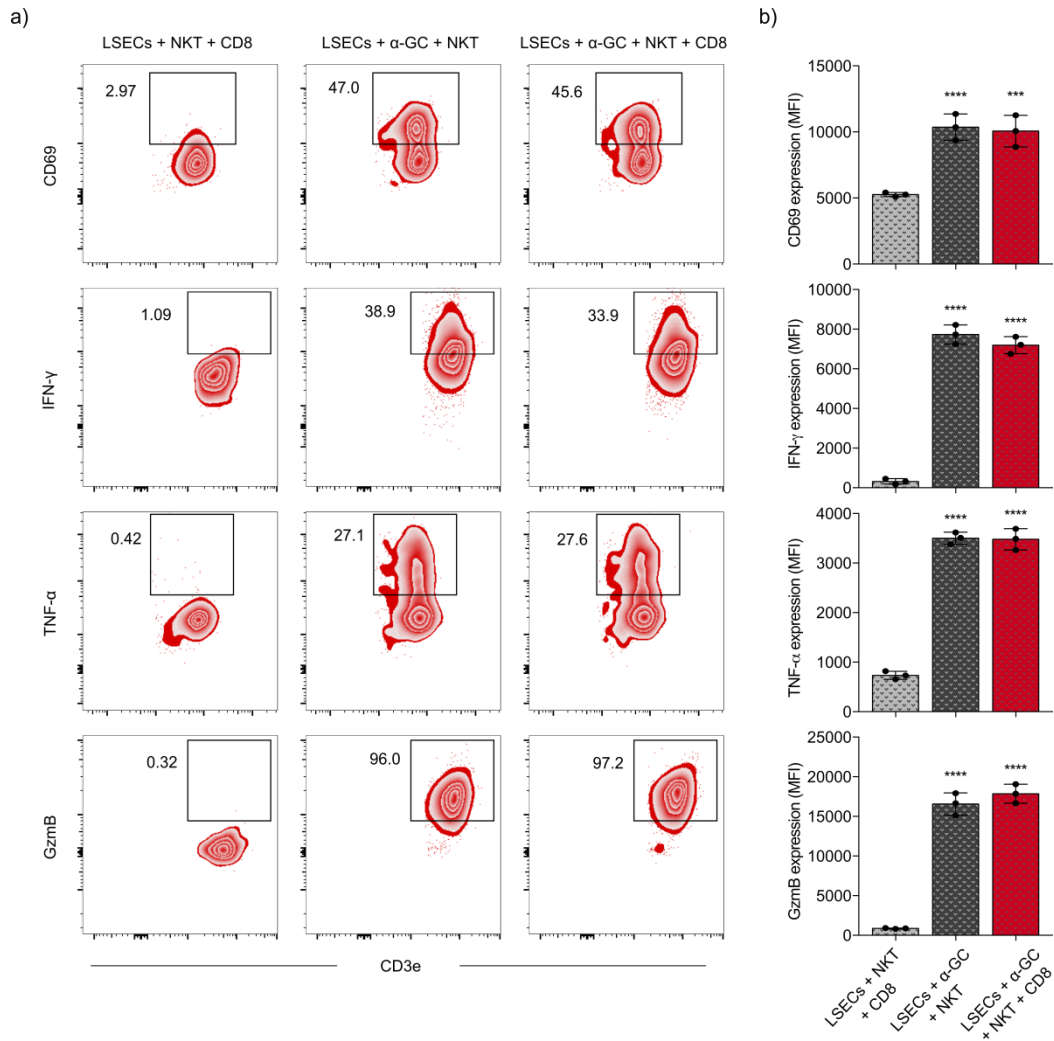 a)
LSECs + NKT + CD8
LSECs + α-GC + NKT
LSECs + α-GC + NKT + CD8
CD69
2.97
47.0
45.6
IFN-γ
1.09
38.9
33.9
TNF-α
0.42
27.1
27.6
GzmB
0.32
96.0
97.2
CD3e
b)
CD69 expression (MFI)
15000
10000
5000
0
****
***
IFN-γ expression (MFI)
10000
8000
6000
4000
2000
0
****
****
TNF-α expression (MFI)
4000
3000
2000
1000
0
****
****
GzmB expression (MFI)
25000
20000
15000
10000
5000
0
****
****
LSECs + NKT
+ CD8
LSECs + α-GC
+ NKT
LSECs + α-GC
+ NKT + CD8